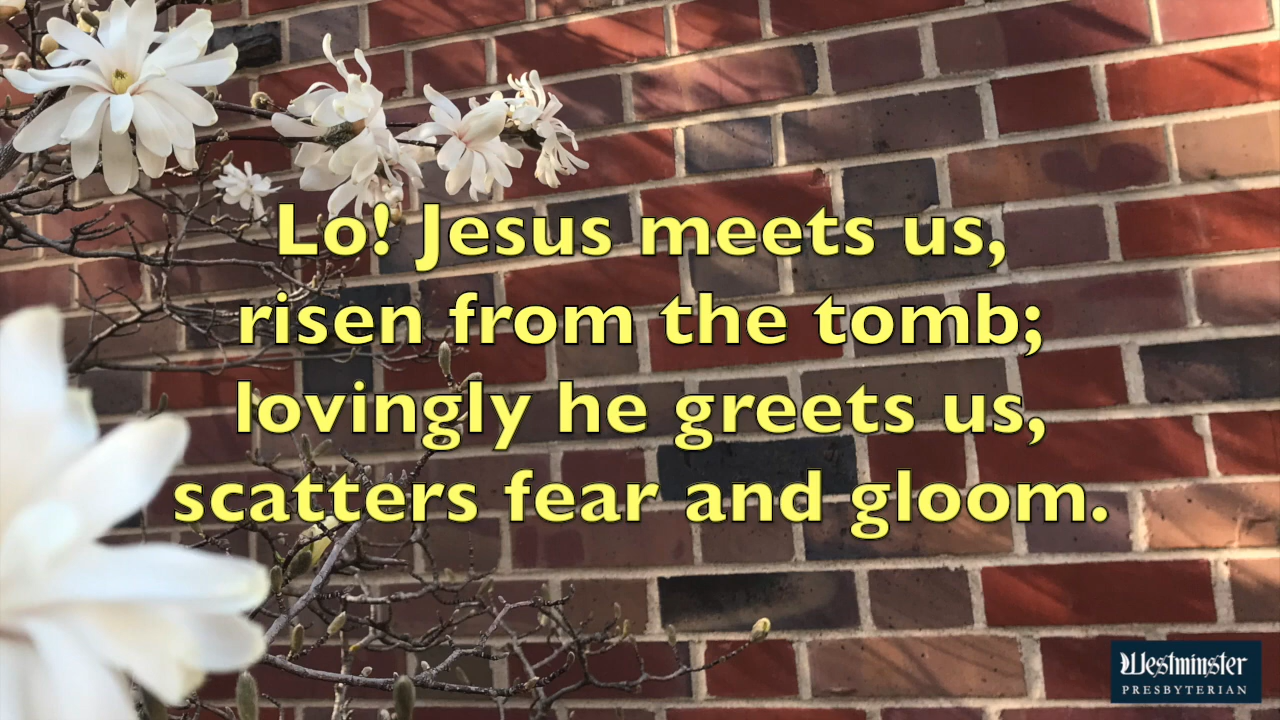 Lo! Jesus meets us,
risen from the tomb;
lovingly he greets us,
scatters fear and gloom.
Westminster
PRESBYTERIAN